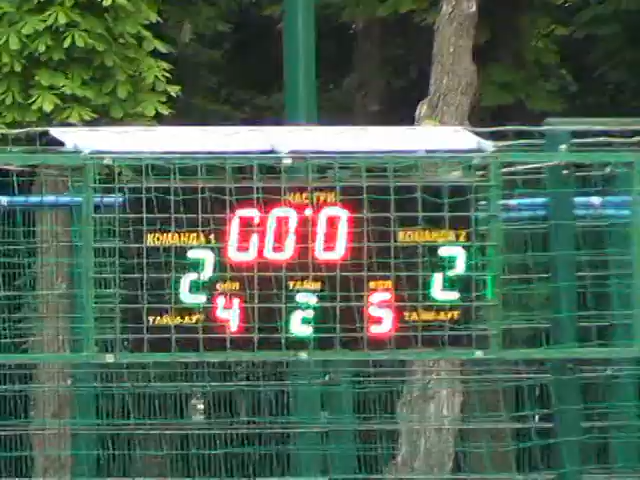 ЧАС ГРИ
КОМАНДА 1 00:0 КОМАНДА 2
2 2
ФОЛ ТАЙМ ФОЛ
4 2 5
ТАЙМ-АУТ ТАЙМ-АУТ